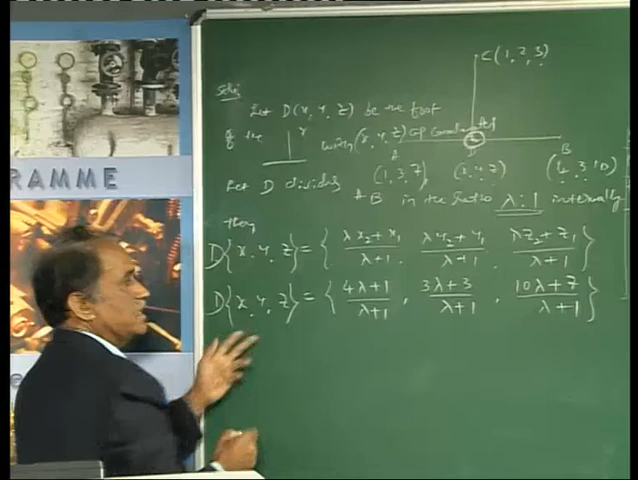 C(1, 2, 3)
Soln
Let D(x, y, z) be the foot
of the ⊥r with (x, y, z)
A B
(1, 3, 7) (x, y, z) (4, 3, 10)
Let D divides AB in the ratio λ : 1 internally
then
D{x, y, z} = { (λx₂ + x₁)/(λ+1), (λy₂ + y₁)/(λ+1), (λz₂ + z₁)/(λ+1) }
D{x, y, z} = { (4λ+1)/(λ+1), (3λ+3)/(λ+1), (10λ+7)/(λ+1) }
RAMME